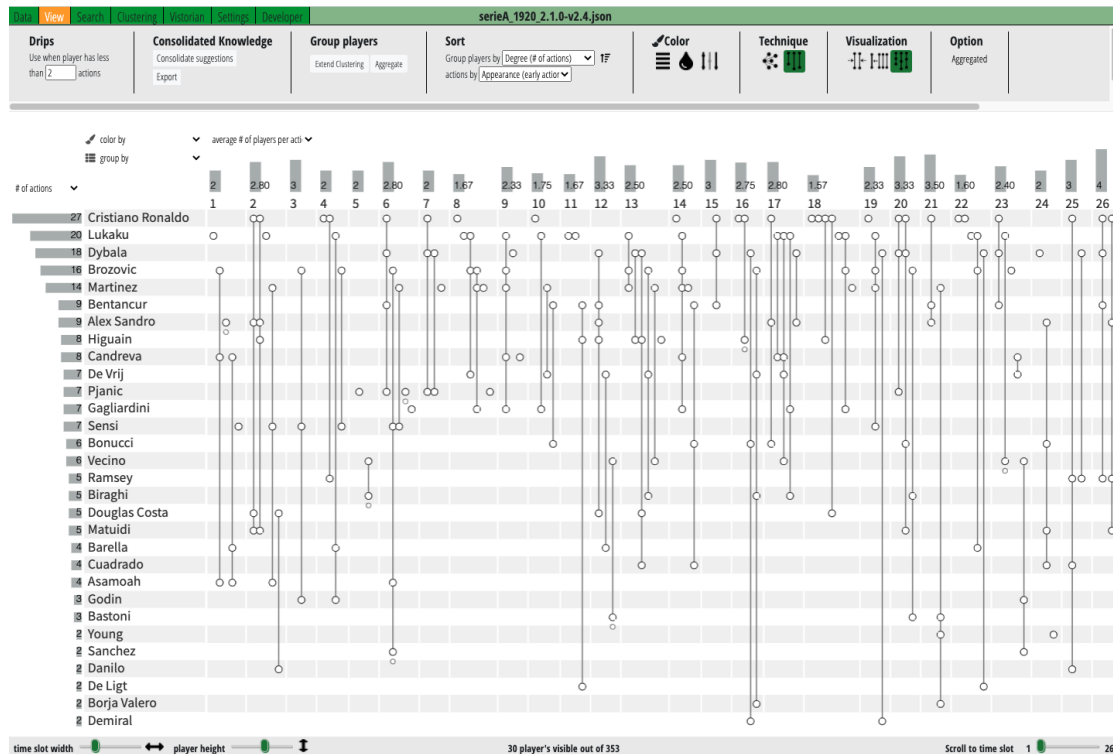 Data View Search Clustering Vistorian Settings Developer serieA_1920_2.1.0-v2.4.json
Drips Consolidated Knowledge Group players Sort Color Technique Visualization Option
Use when player has less
than 2 actions
Consolidate suggestions
Export
Extend Clustering Aggregate
Group players by Degree (# of actions)
actions by Appearance (early action
Aggregated
color by average # of players per acti
group by
# of actions 2 2.80 3 2 2 2.80 2 1.67 2.33 1.75 1.67 3.33 2.50 2.50 3 2.75 2.80 1.57 2.33 3.33 3.50 1.60 2.40 2 3 4
1 2 3 4 5 6 7 8 9 10 11 12 13 14 15 16 17 18 19 20 21 22 23 24 25 26
27 Cristiano Ronaldo
20 Lukaku
18 Dybala
16 Brozovic
14 Martinez
9 Bentancur
9 Alex Sandro
8 Higuain
8 Candreva
7 De Vrij
7 Pjanic
7 Gagliardini
7 Sensi
6 Bonucci
6 Vecino
5 Ramsey
5 Biraghi
5 Douglas Costa
5 Matuidi
4 Barella
4 Cuadrado
4 Asamoah
3 Godin
3 Bastoni
2 Young
2 Sanchez
2 Danilo
2 De Ligt
2 Borja Valero
2 Demiral
time slot width player height 30 player's visible out of 353 Scroll to time slot 1 26